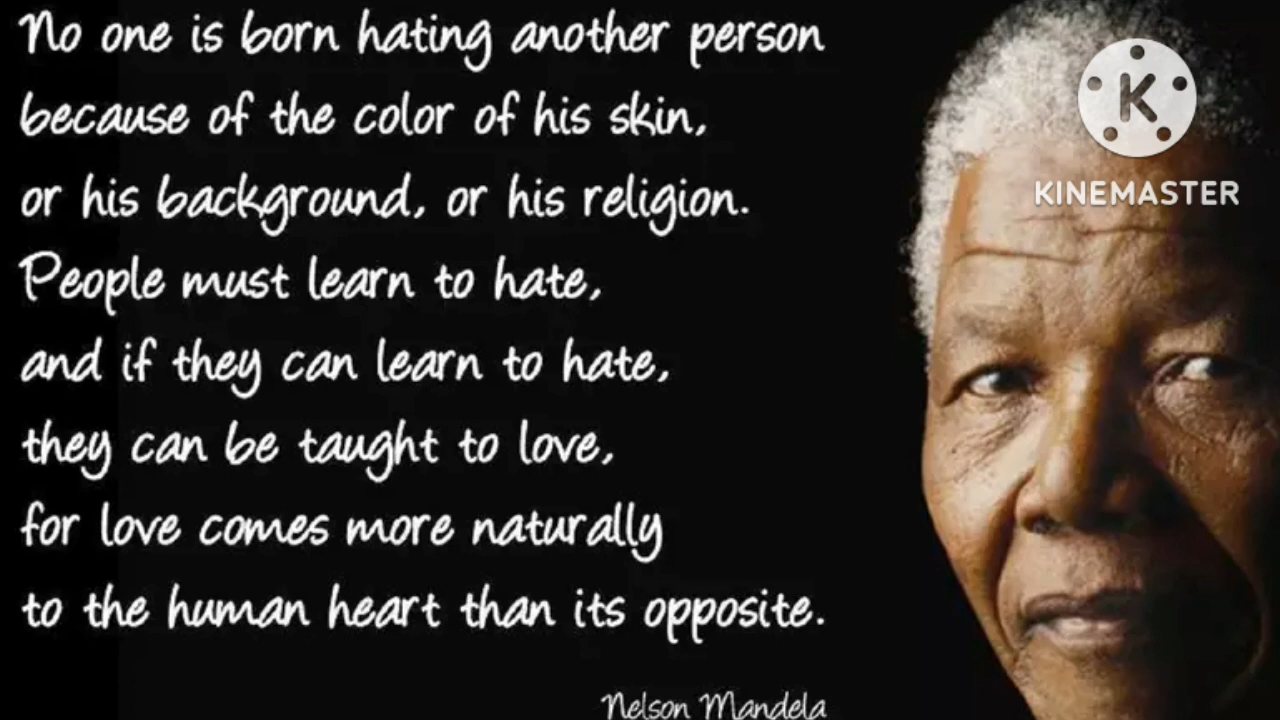 No one is born hating another person
because of the color of his skin,
or his background, or his religion.
People must learn to hate,
and if they can learn to hate,
they can be taught to love,
for love comes more naturally
to the human heart than its opposite.
Nelson Mandela
K
KINEMASTER